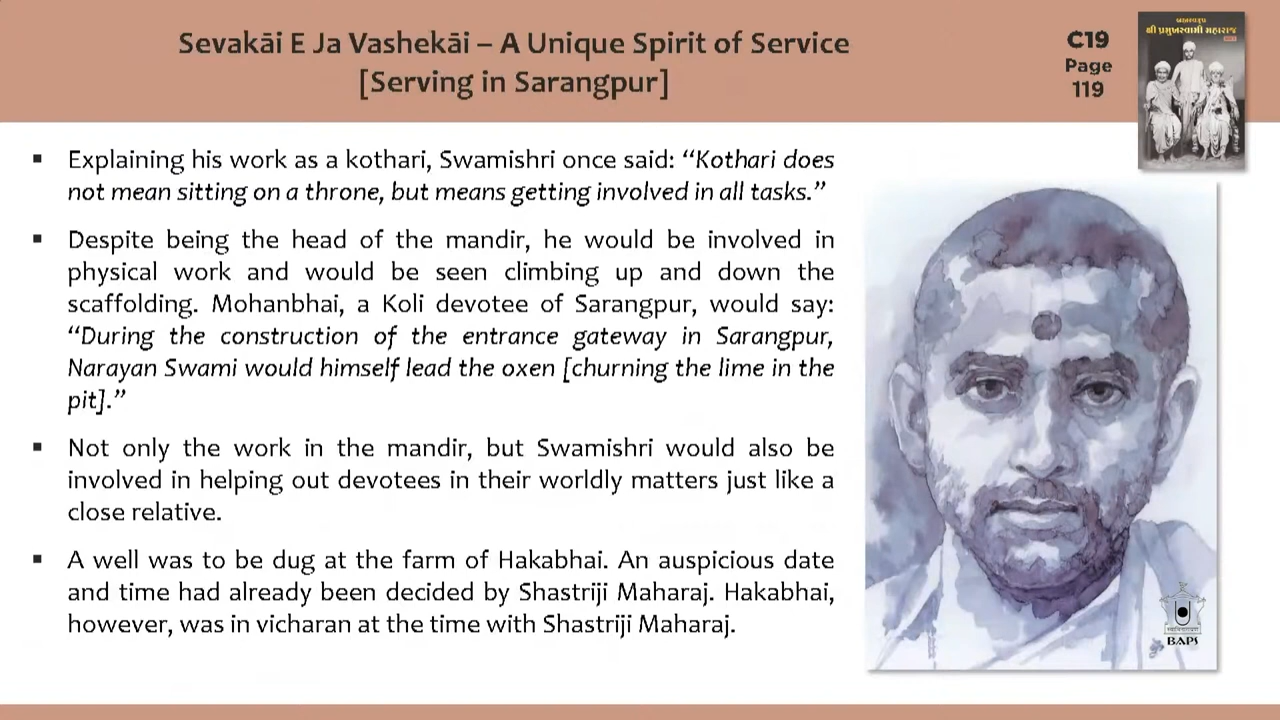 Sevakāi E Ja Vashekāi – A Unique Spirit of Service
[Serving in Sarangpur]
C19
Page
119
શ્રી પ્રમુખસ્વામી મહારાજ
▪ Explaining his work as a kothari, Swamishri once said: “Kothari does
not mean sitting on a throne, but means getting involved in all tasks.”
▪ Despite being the head of the mandir, he would be involved in
physical work and would be seen climbing up and down the
scaffolding. Mohanbhai, a Koli devotee of Sarangpur, would say:
“During the construction of the entrance gateway in Sarangpur,
Narayan Swami would himself lead the oxen [churning the lime in the
pit].”
▪ Not only the work in the mandir, but Swamishri would also be
involved in helping out devotees in their worldly matters just like a
close relative.
▪ A well was to be dug at the farm of Hakabhai. An auspicious date
and time had already been decided by Shastriji Maharaj. Hakabhai,
however, was in vicharan at the time with Shastriji Maharaj.
BAPS